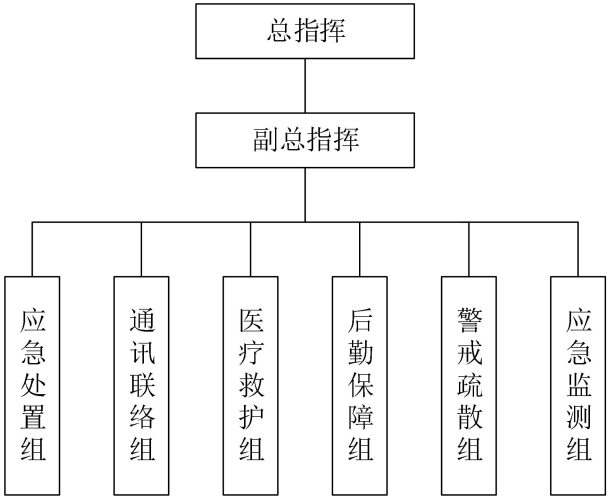 总指挥
副总指挥
应急处置组
通讯联络组
医疗救护组
后勤保障组
警戒疏散组
应急监测组